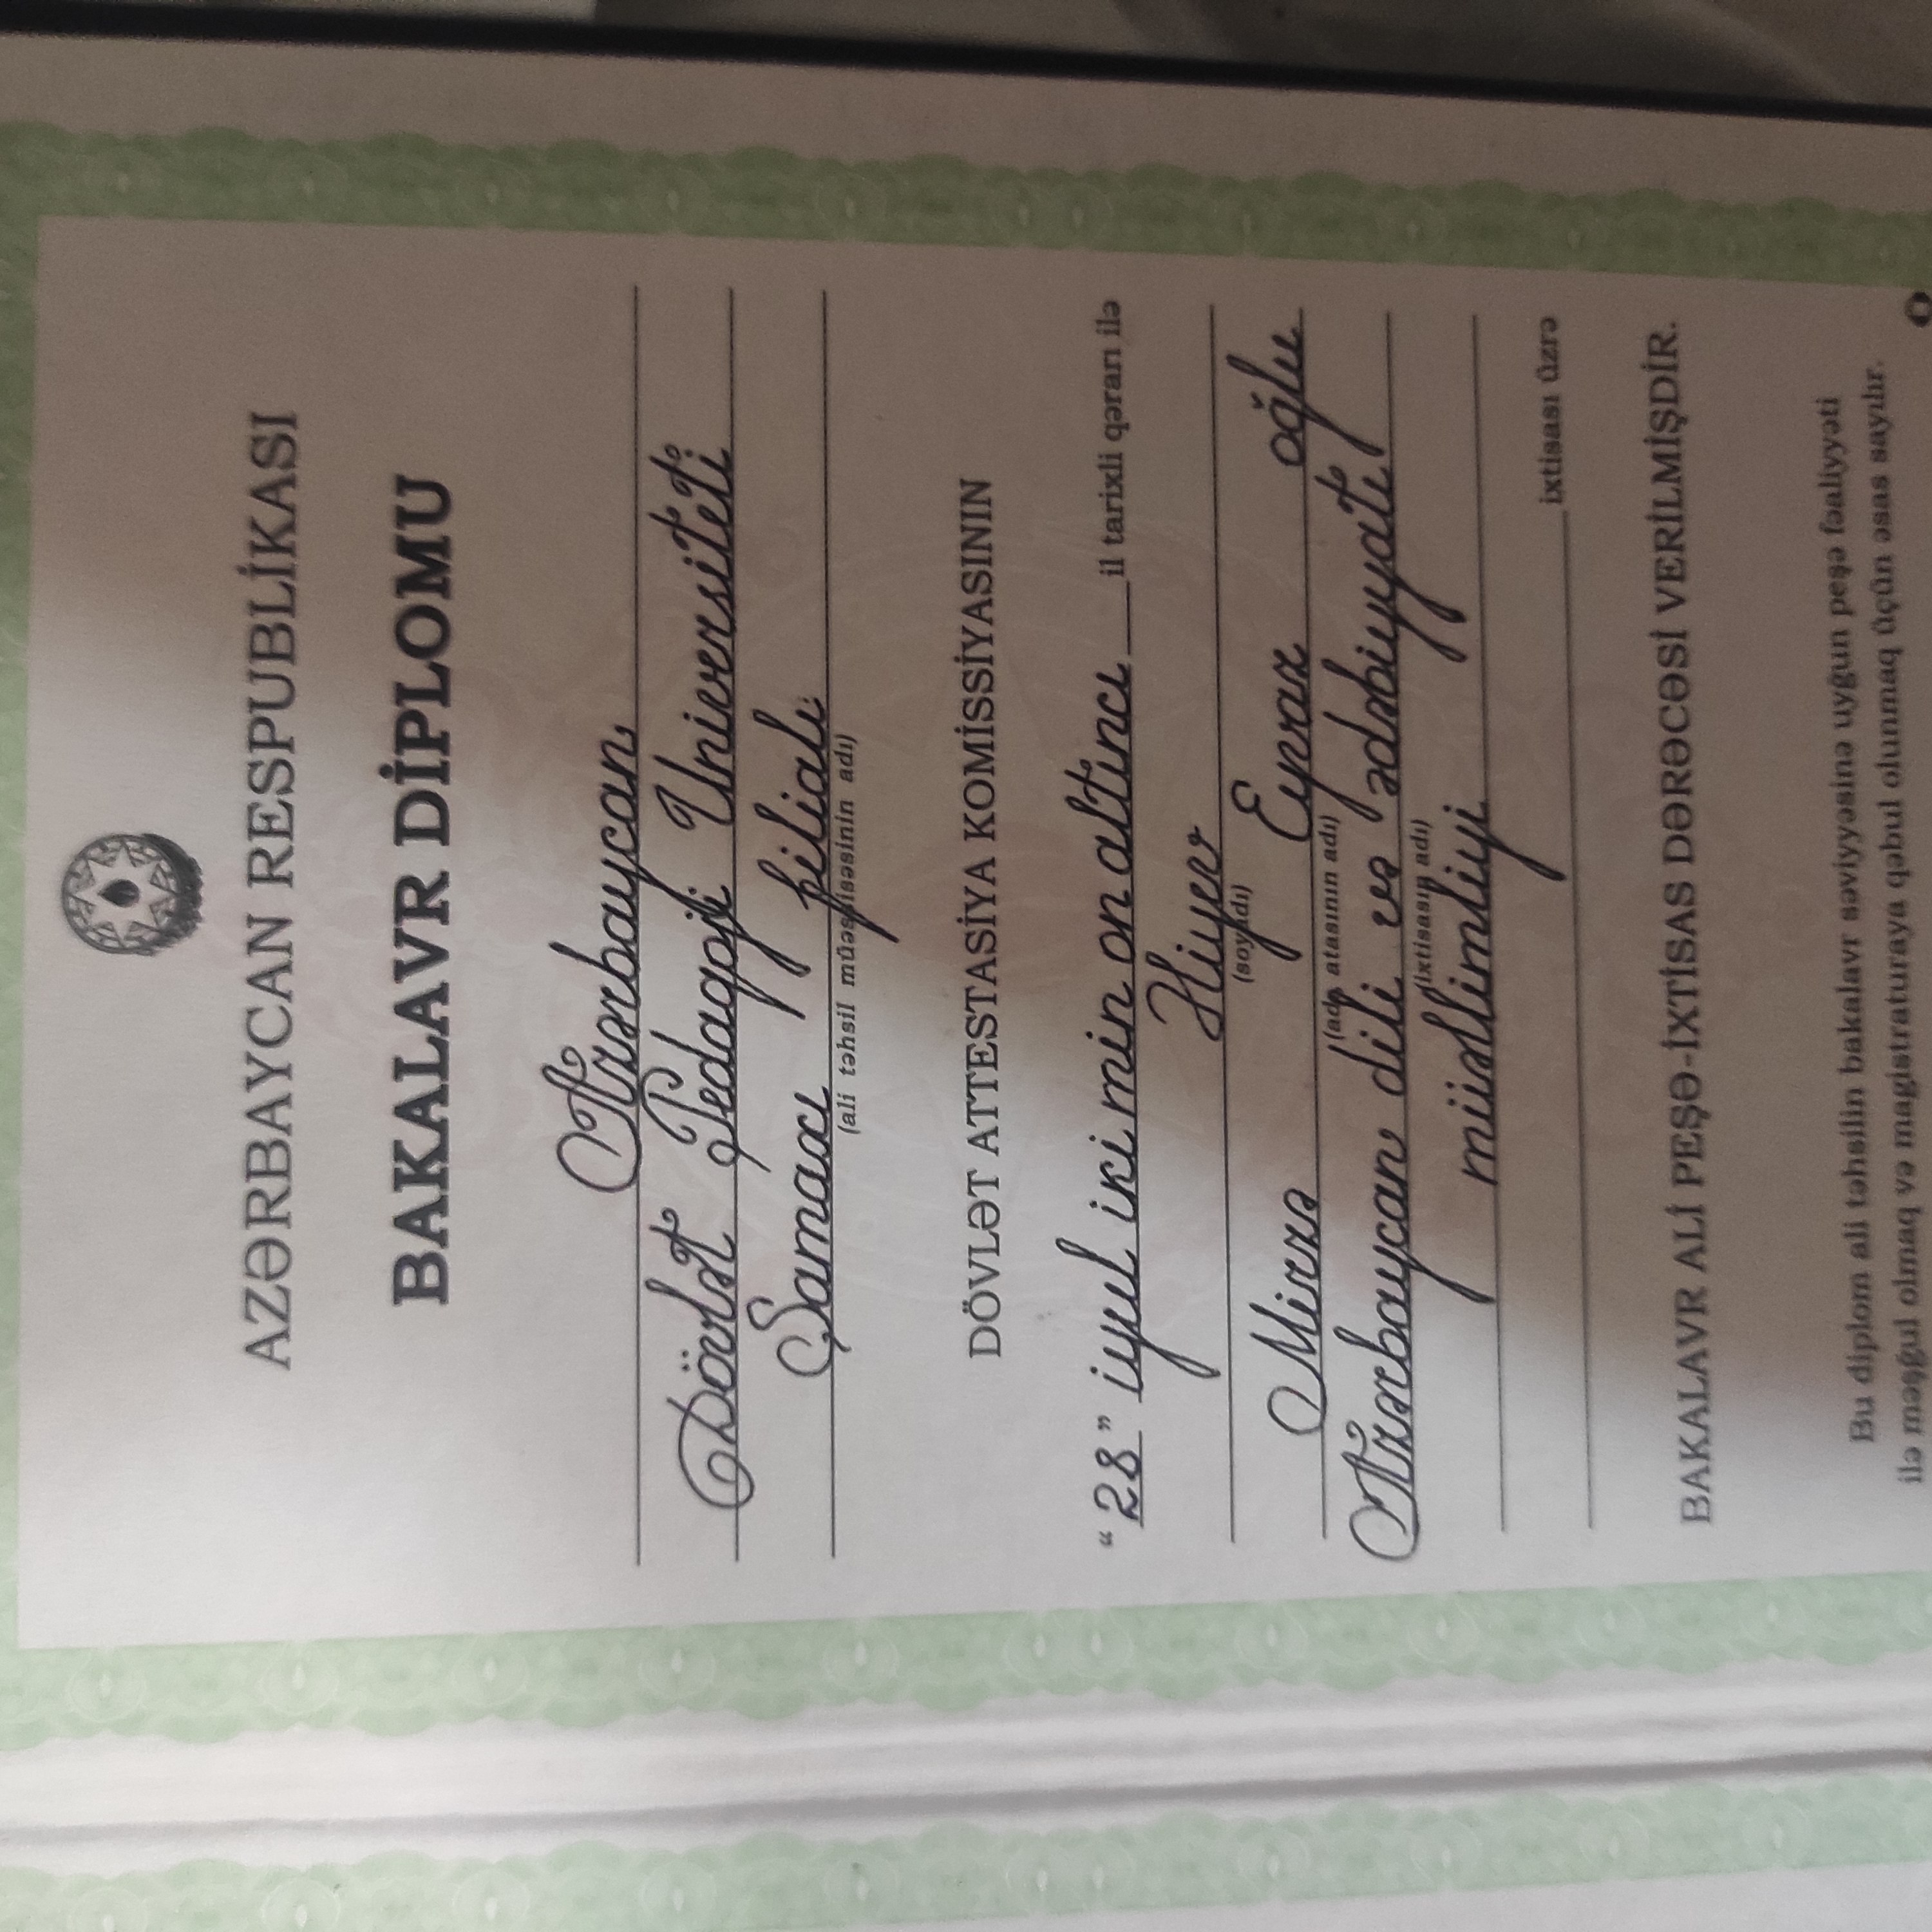 AZƏRBAYCAN RESPUBLİKASI
BAKALAVR DİPLOMU
Azərbaycan
Dövlət Pedaqoji Universiteti
Şamaxı filialı
(ali təhsil müəssisəsinin adı)
DÖVLƏT ATTESTASİYA KOMİSSİYASININ
“28” iyul iki min on altıncı il tarixli qərarı ilə
Əliyev
(soyadı)
Mirzə Eyvaz oğlu
(adı, atasının adı)
Azərbaycan dili və ədəbiyyatı
(ixtisasın adı)
müəllimliyi
ixtisası üzrə
BAKALAVR ALİ PEŞƏ-İXTİSAS DƏRƏCƏSİ VERİLMİŞDİR.
Bu diplom ali təhsilin bakalavr səviyyəsinə uyğun peşə fəaliyyəti
ilə məşğul olmaq və magistraturaya qəbul olunmaq üçün əsas sayılır.